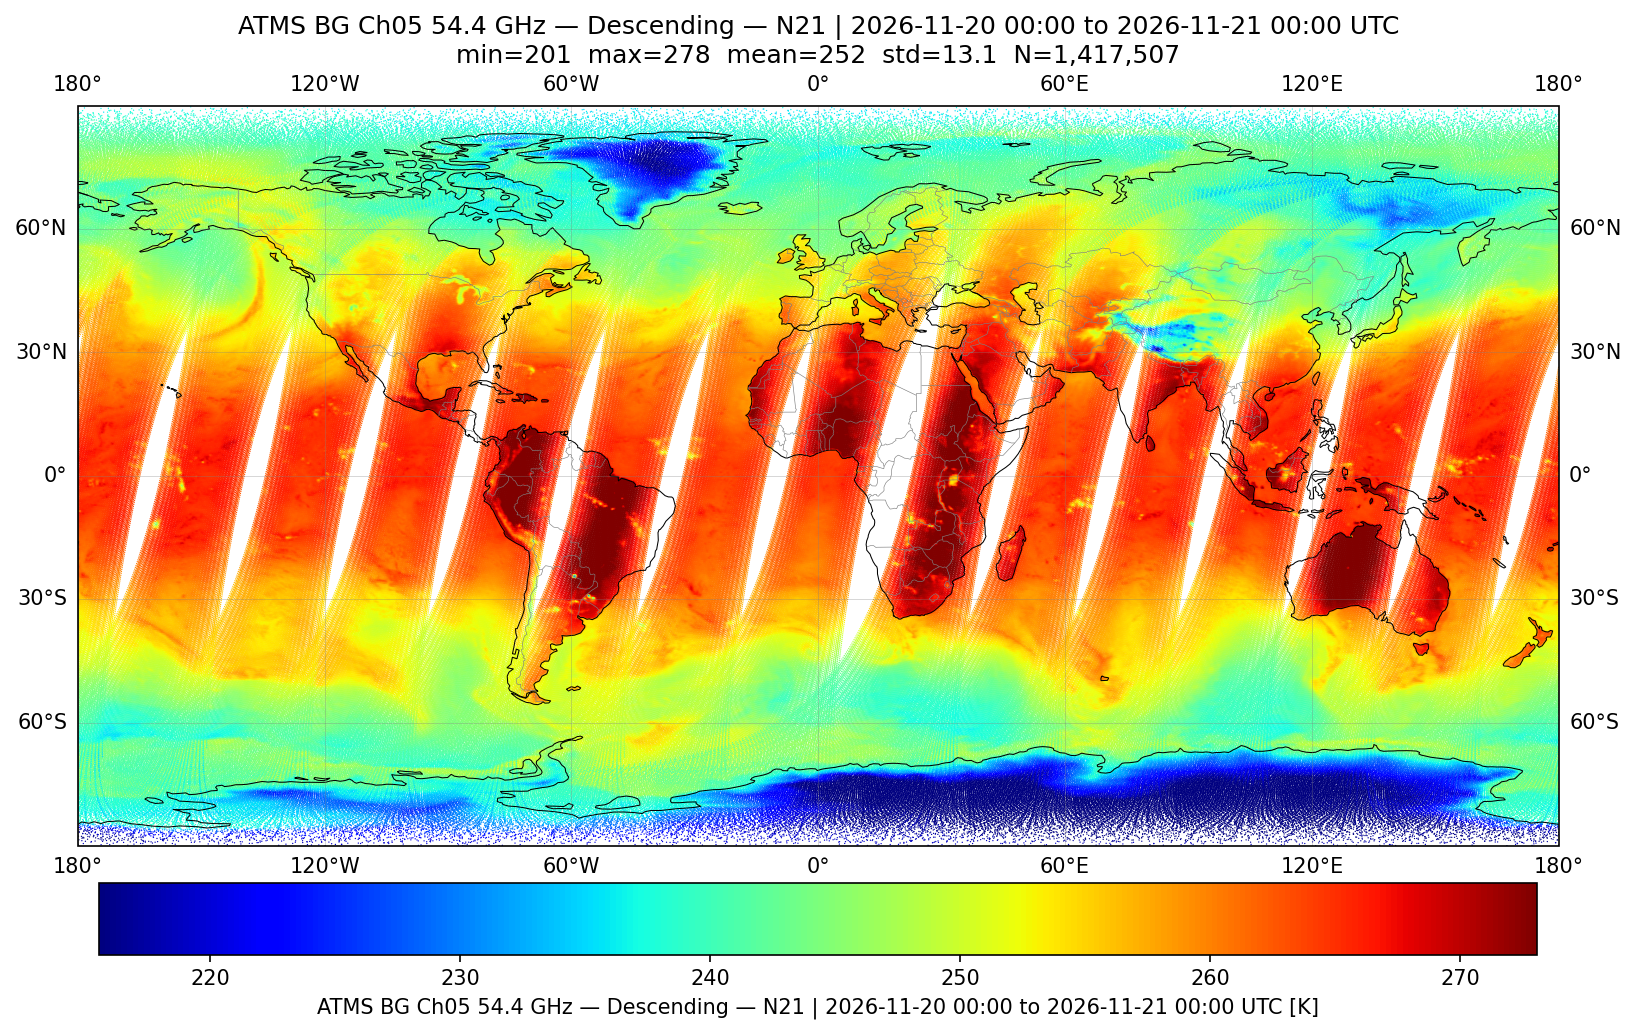 ATMS BG Ch05 54.4 GHz — Descending — N21 | 2026-11-20 00:00 to 2026-11-21 00:00 UTC
min=201 max=278 mean=252 std=13.1 N=1,417,507
180° 120°W 60°W 0° 60°E 120°E 180°
60°N 60°N
30°N 30°N
0° 0°
30°S 30°S
60°S 60°S
180° 120°W 60°W 0° 60°E 120°E 180°
220 230 240 250 260 270
ATMS BG Ch05 54.4 GHz — Descending — N21 | 2026-11-20 00:00 to 2026-11-21 00:00 UTC [K]